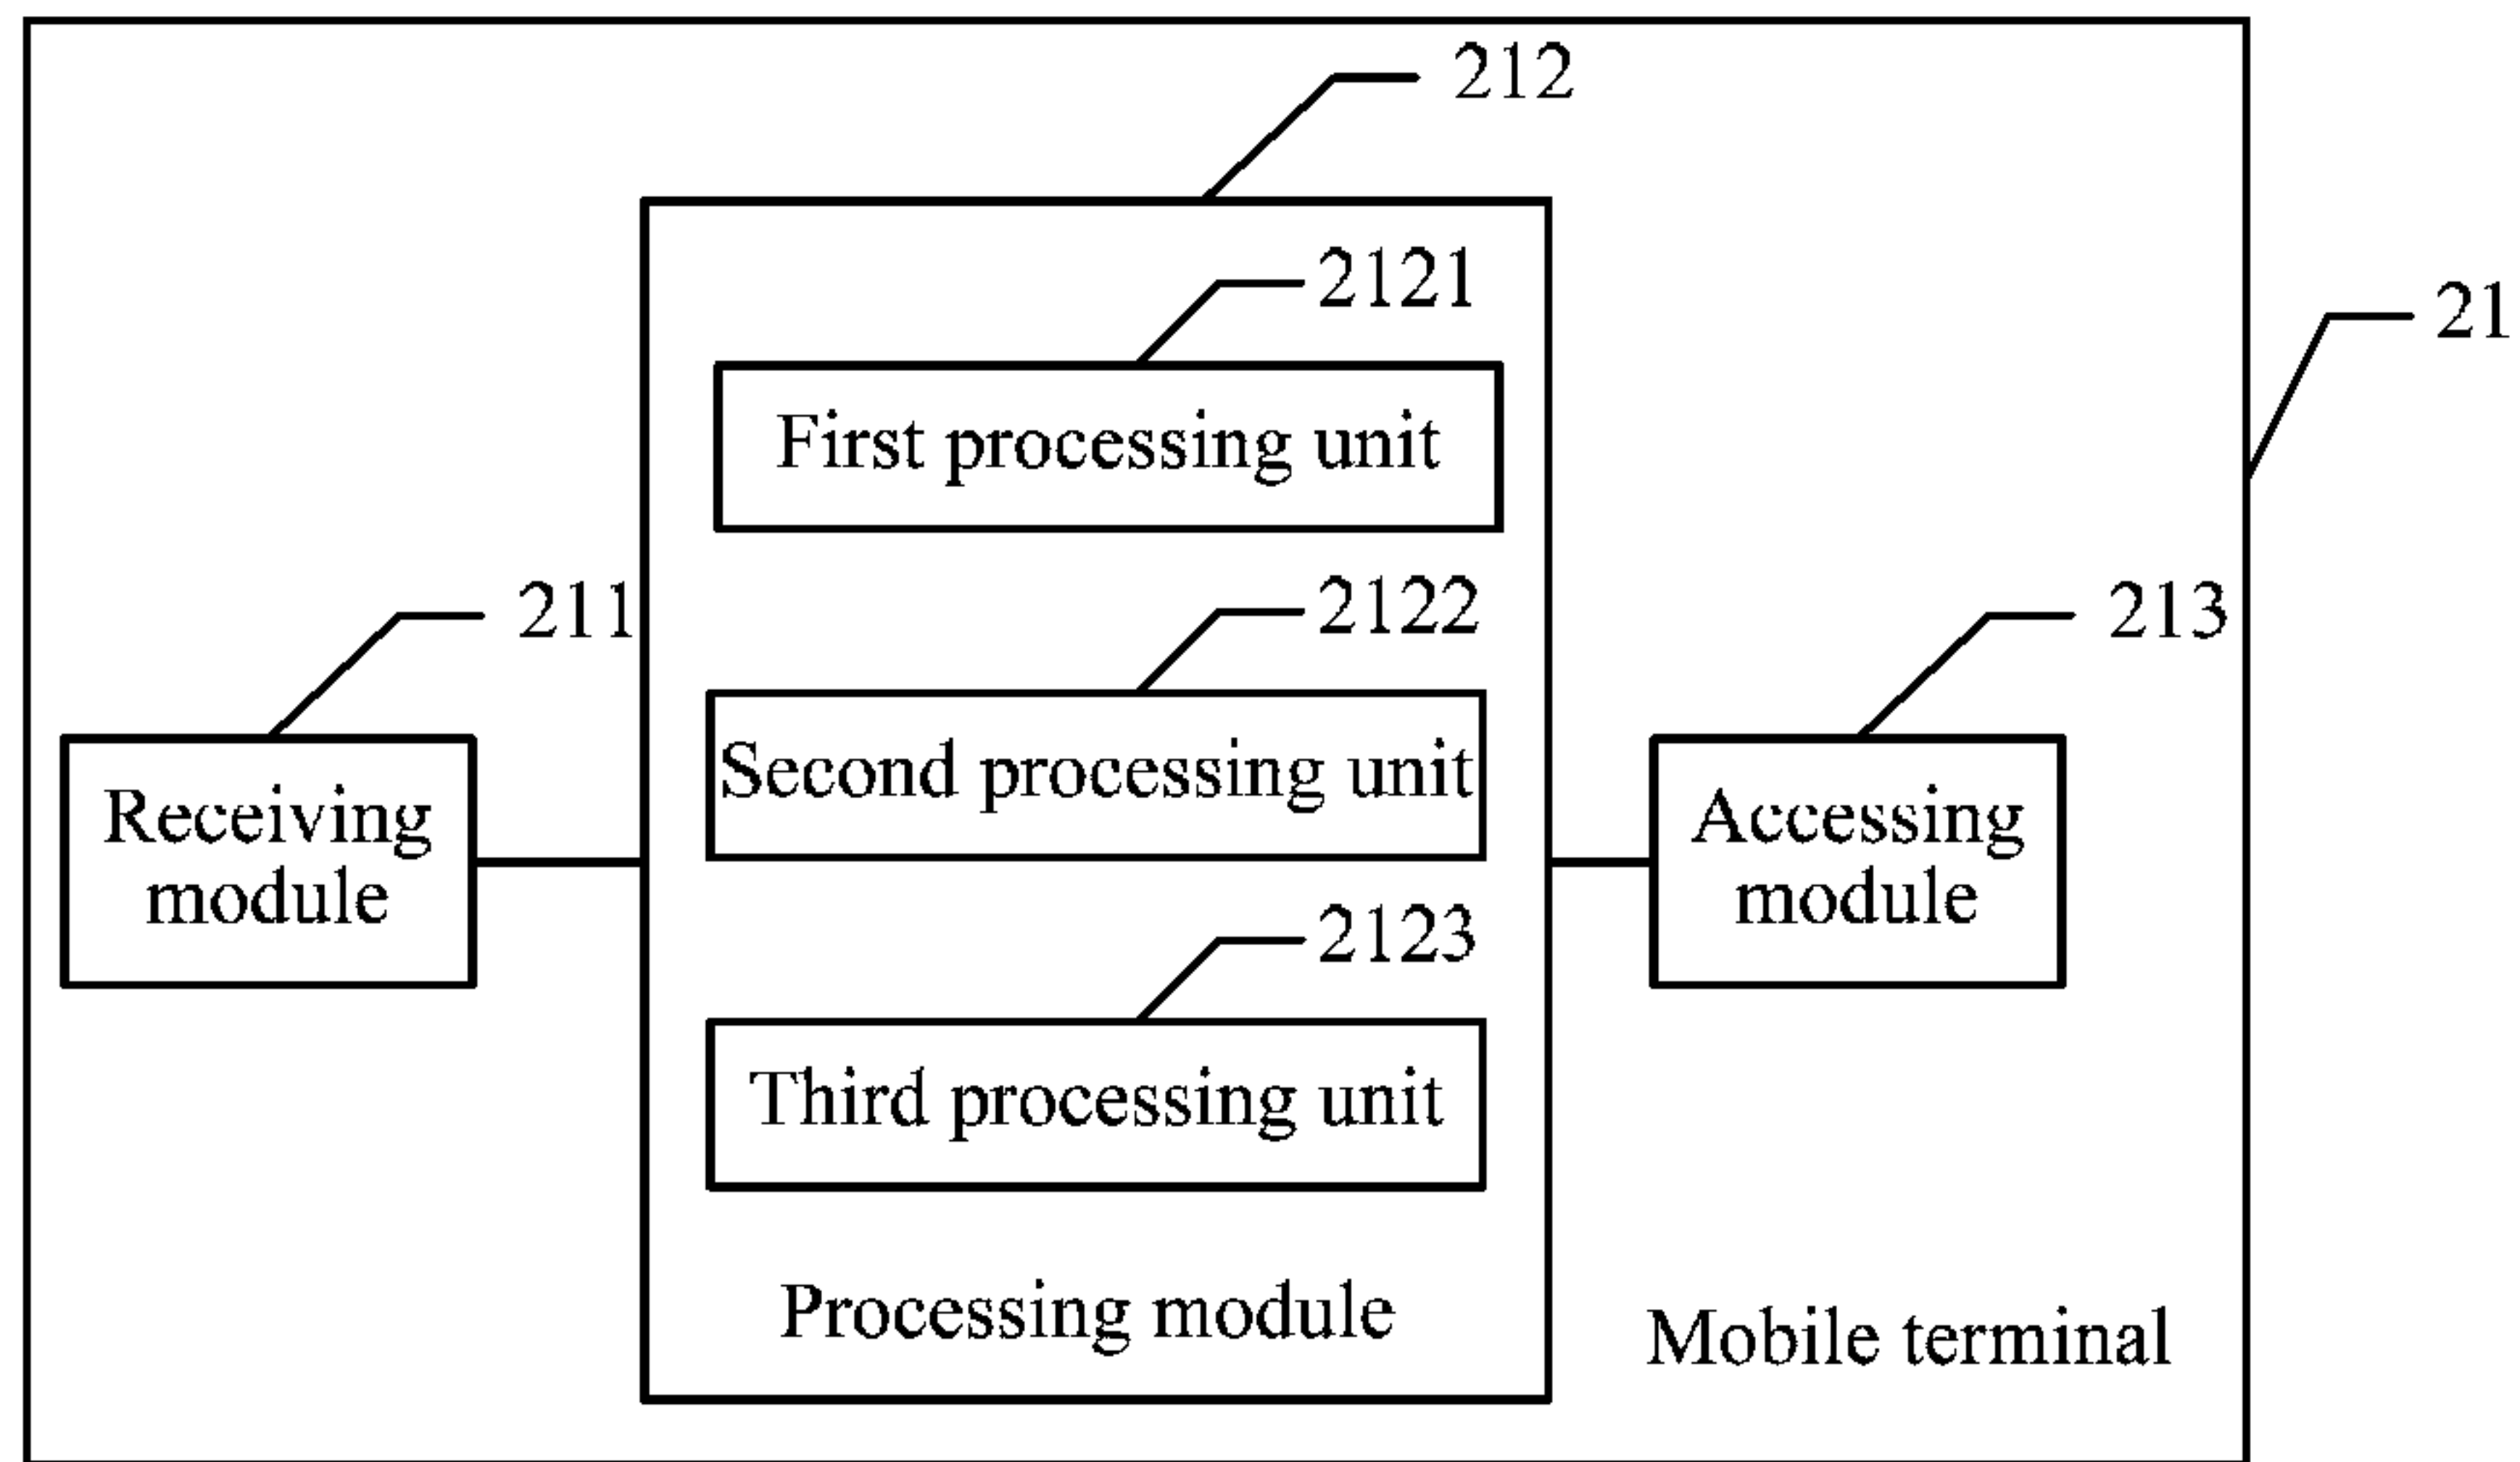 212
2121
21
First processing unit
2122
211
213
Second processing unit
Receiving
module
Accessing
module
2123
Third processing unit
Processing module
Mobile terminal